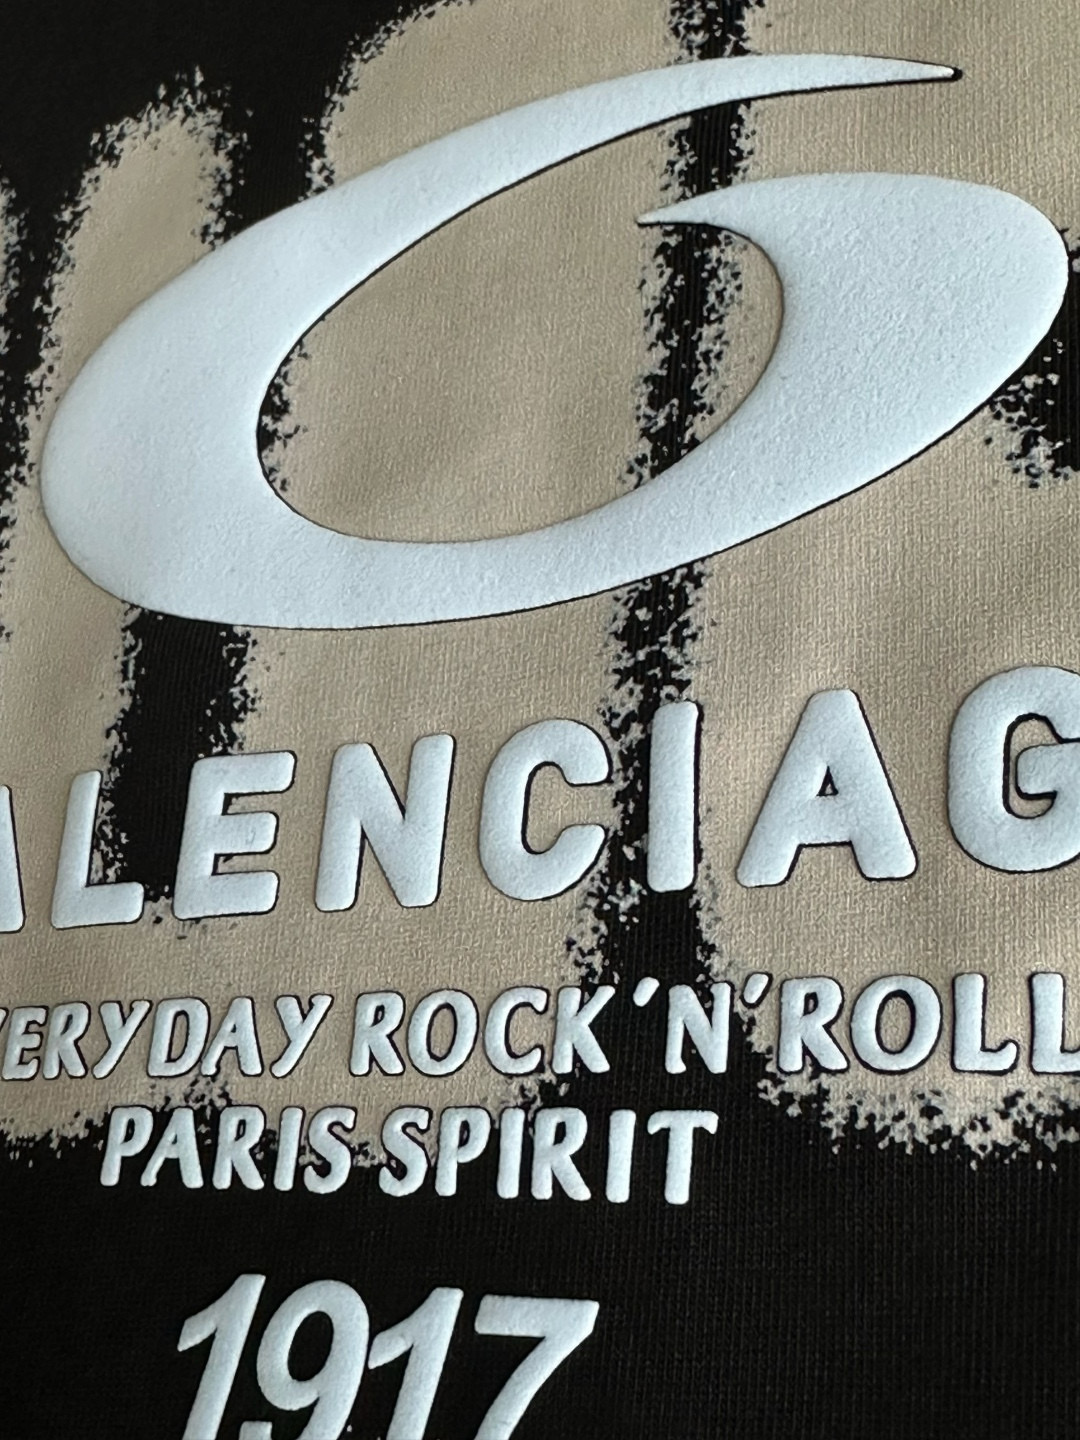 ALENCIAG
VERYDAY ROCK'N'ROLL
PARIS SPIRIT
1917